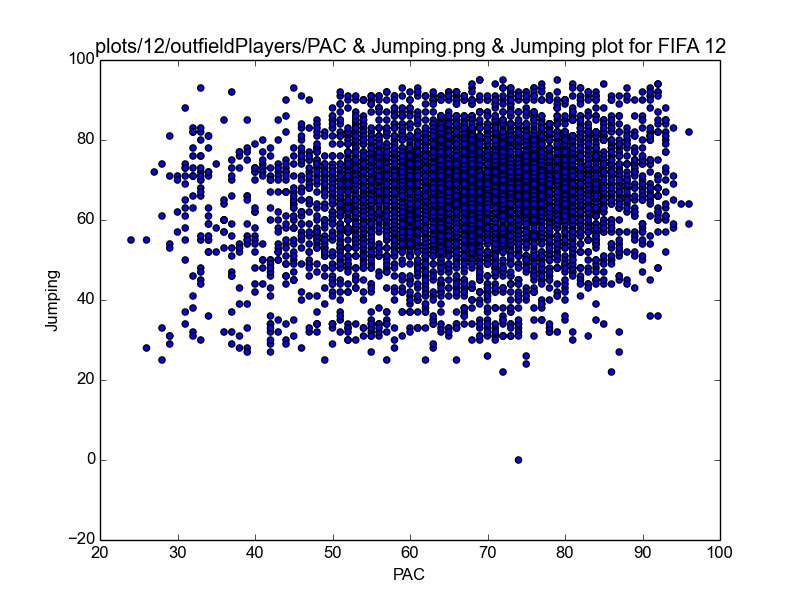 plots/12/outfieldPlayers/PAC & Jumping.png & Jumping plot for FIFA 12
100
80
60
40
20
0
−20
Jumping
20 30 40 50 60 70 80 90 100
PAC